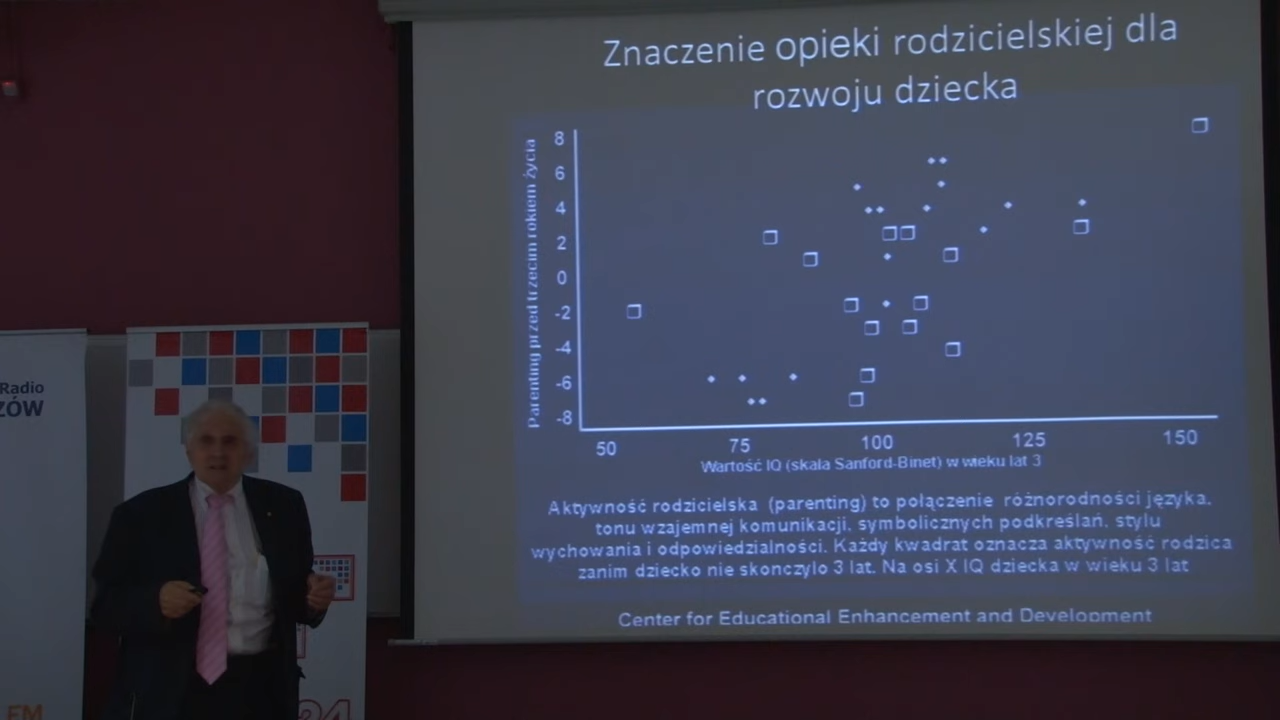 Znaczenie opieki rodzicielskiej dla
rozwoju dziecka
Parenting przed trzecim rokiem życia
8
6
4
2
0
-2
-4
-6
-8
50 75 100 125 150
Wartość IQ (skala Sanford-Binet) w wieku lat 3
Aktywność rodzicielska (parenting) to połączenie różnorodności języka,
tonu wzajemnej komunikacji, symbolicznych podkreślań, stylu
wychowania i odpowiedzialności. Każdy kwadrat oznacza aktywność rodzica
zanim dziecko nie skonczylo 3 lat. Na osi X IQ dziecka w wieku 3 lat
Center for Educational Enhancement and Development
Radio
ZÓW
FM
24